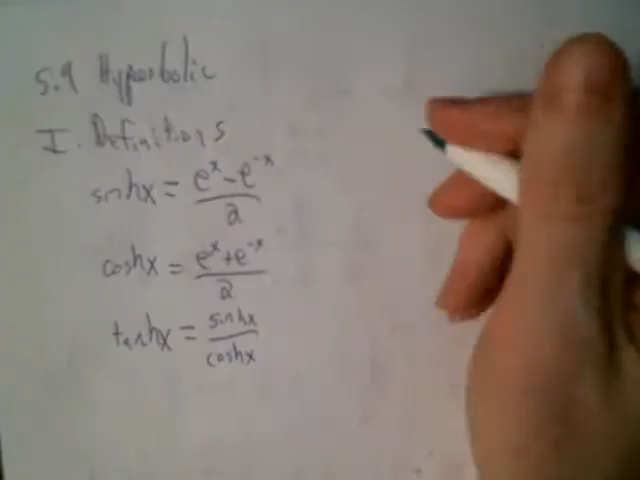 5.9 Hyperbolic
I. Definitions
sinhx = e^x - e^-x / 2
coshx = e^x + e^-x / 2
tanhx = sinhx / coshx